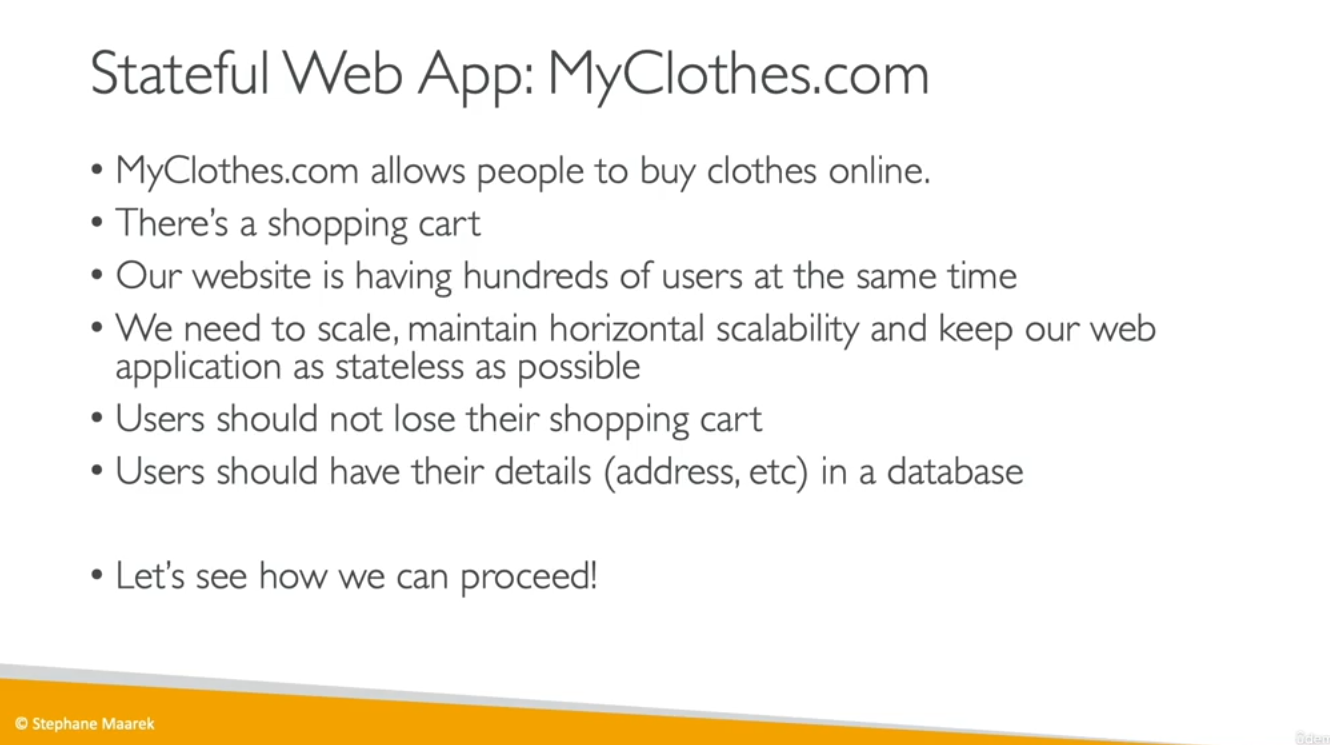 Stateful Web App: MyClothes.com
• MyClothes.com allows people to buy clothes online.
• There's a shopping cart
• Our website is having hundreds of users at the same time
• We need to scale, maintain horizontal scalability and keep our web
application as stateless as possible
• Users should not lose their shopping cart
• Users should have their details (address, etc) in a database
• Let's see how we can proceed!
© Stephane Maarek